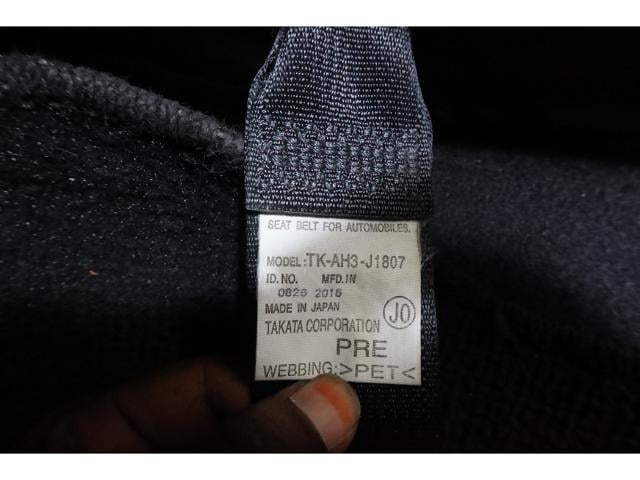 SEAT BELT FOR AUTOMOBILES.
MODEL:TK-AH3-J1807
ID.NO. MFD.IN
0826 2015
MADE IN JAPAN
TAKATA CORPORATION JO
PRE
WEBBING:>PET<